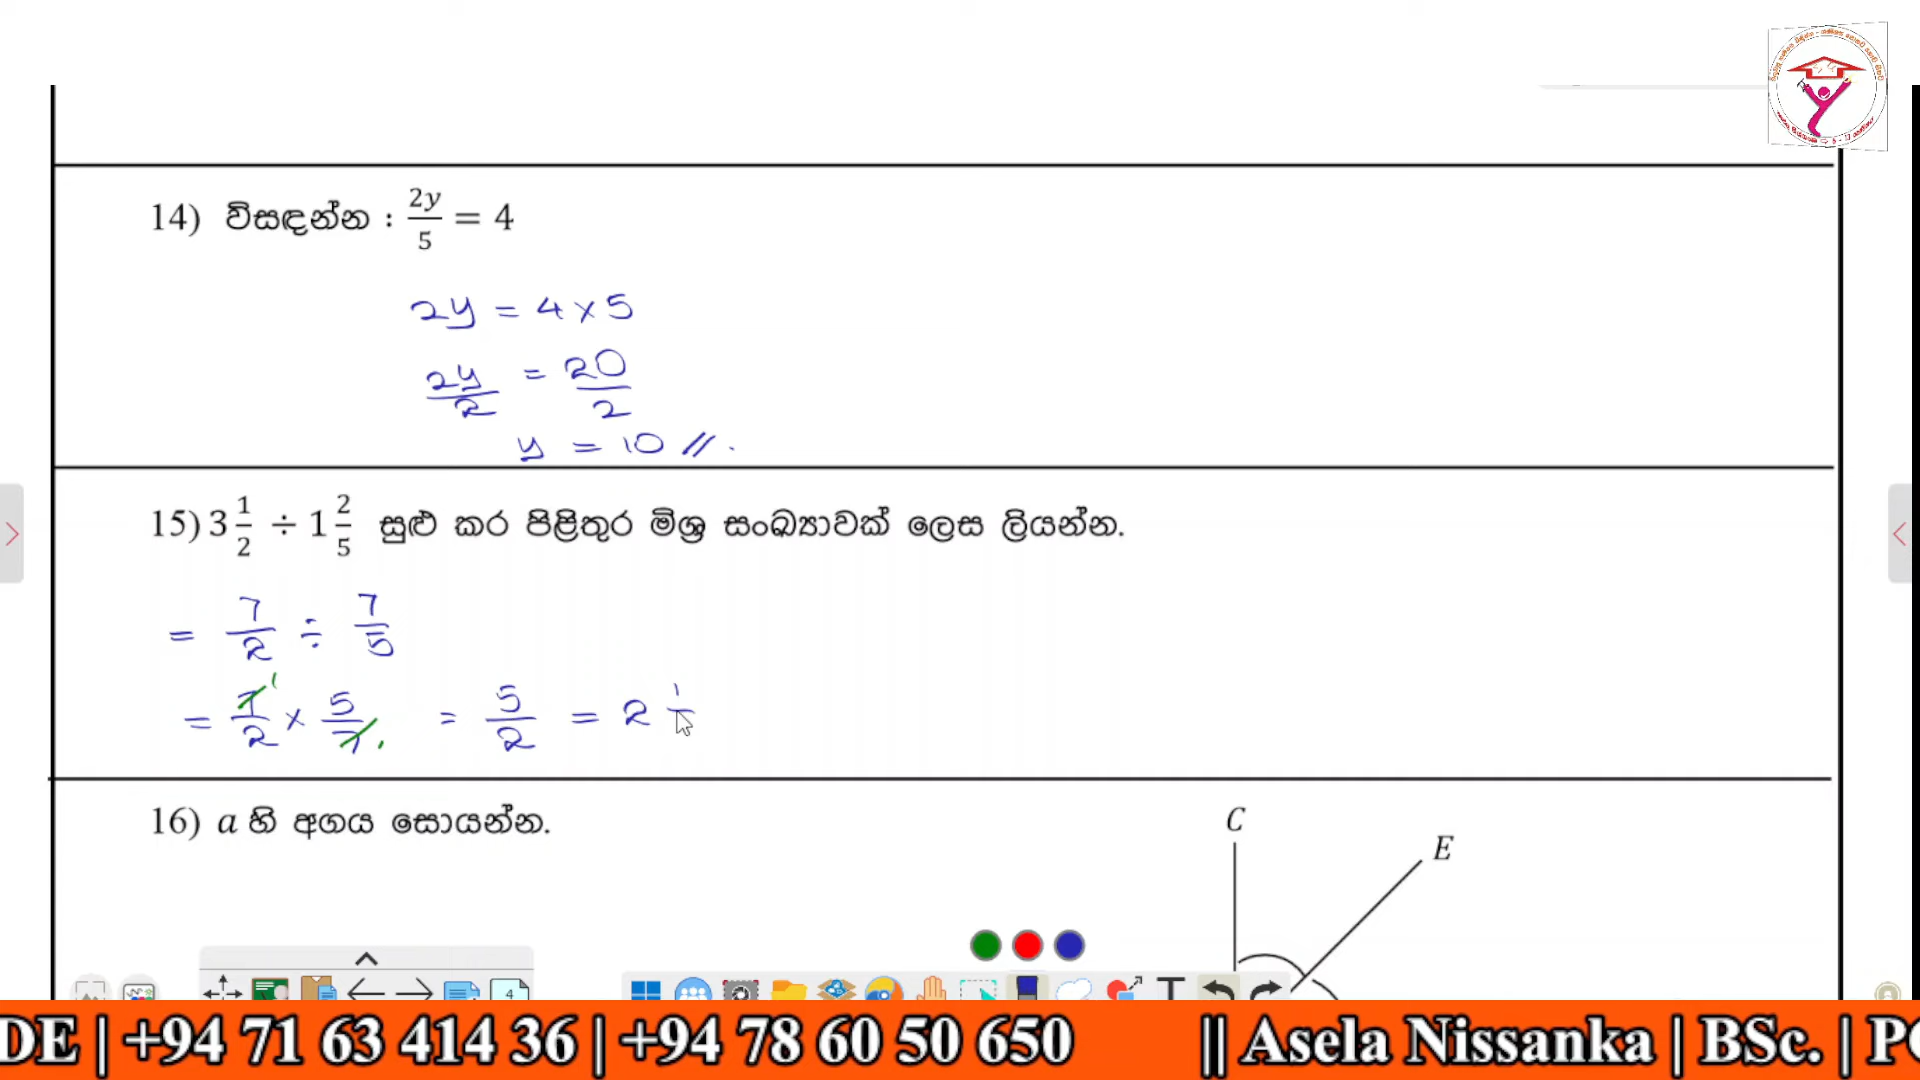 14) විසඳන්න : 2y/5 = 4
2y = 4 x 5
2y/2 = 20/2
y = 10 //.
15) 3 1/2 ÷ 1 2/5 සුළු කර පිළිතුර මිශ්‍ර සංඛ්‍යාවක් ලෙස ලියන්න.
= 7/2 ÷ 7/5
= 7/2 x 5/7 = 5/2 = 2 1
16) a හි අගය සොයන්න.
C
E
4
T
DE | +94 71 63 414 36 | +94 78 60 50 650 || Asela Nissanka | BSc. | PG